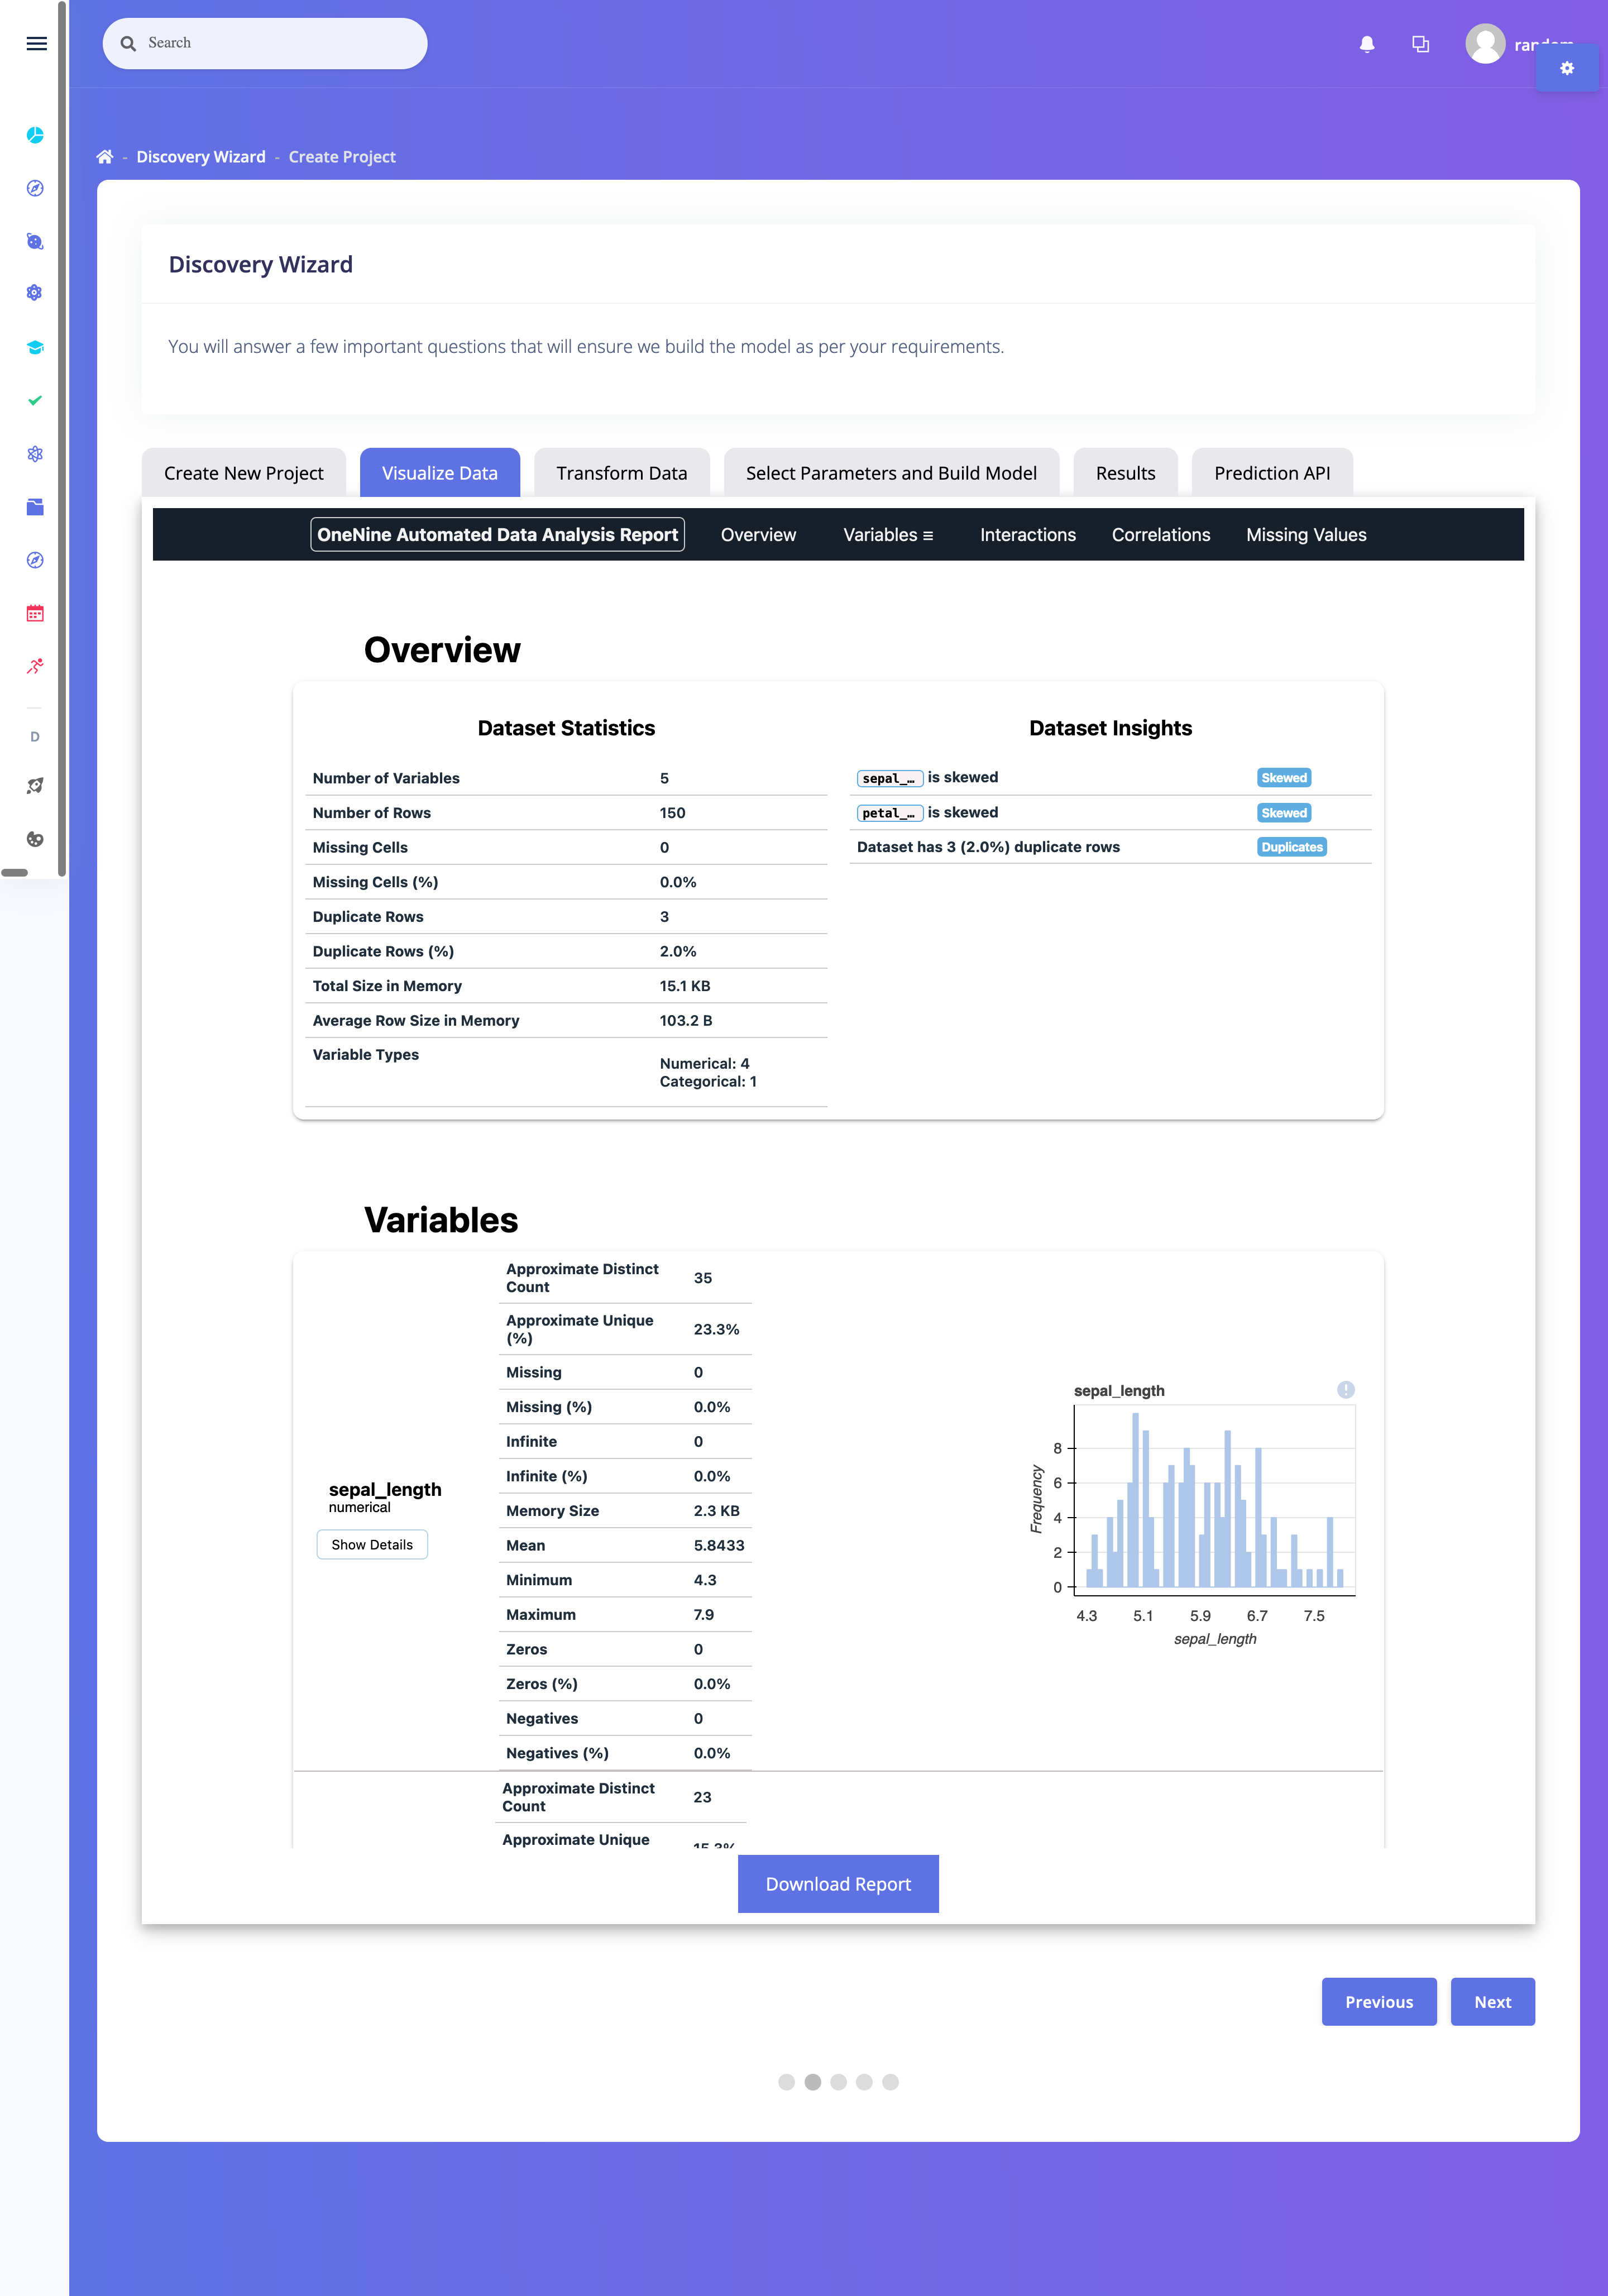 Search
Discovery Wizard - Create Project
Discovery Wizard
You will answer a few important questions that will ensure we build the model as per your requirements.
Create New Project
Visualize Data
Transform Data
Select Parameters and Build Model
Results
Prediction API
OneNine Automated Data Analysis Report
Overview
Variables ≡
Interactions
Correlations
Missing Values
Overview
Dataset Statistics
Number of Variables 5
Number of Rows 150
Missing Cells 0
Missing Cells (%) 0.0%
Duplicate Rows 3
Duplicate Rows (%) 2.0%
Total Size in Memory 15.1 KB
Average Row Size in Memory 103.2 B
Variable Types
Numerical: 4
Categorical: 1
Dataset Insights
sepal_… is skewed Skewed
petal_… is skewed Skewed
Dataset has 3 (2.0%) duplicate rows Duplicates
Variables
sepal_length
numerical
Show Details
Approximate Distinct
Count 35
Approximate Unique
(%) 23.3%
Missing 0
Missing (%) 0.0%
Infinite 0
Infinite (%) 0.0%
Memory Size 2.3 KB
Mean 5.8433
Minimum 4.3
Maximum 7.9
Zeros 0
Zeros (%) 0.0%
Negatives 0
Negatives (%) 0.0%
sepal_length
Frequency
8
6
4
2
0
4.3 5.1 5.9 6.7 7.5
sepal_length
Approximate Distinct
Count 23
Approximate Unique
Download Report
Previous
Next
D